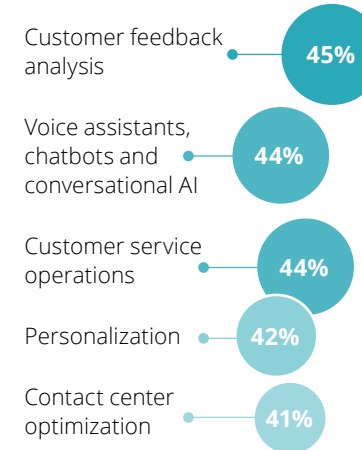 Customer feedback
analysis
45%
Voice assistants,
chatbots and
conversational AI
44%
Customer service
operations
44%
Personalization
42%
Contact center
optimization
41%